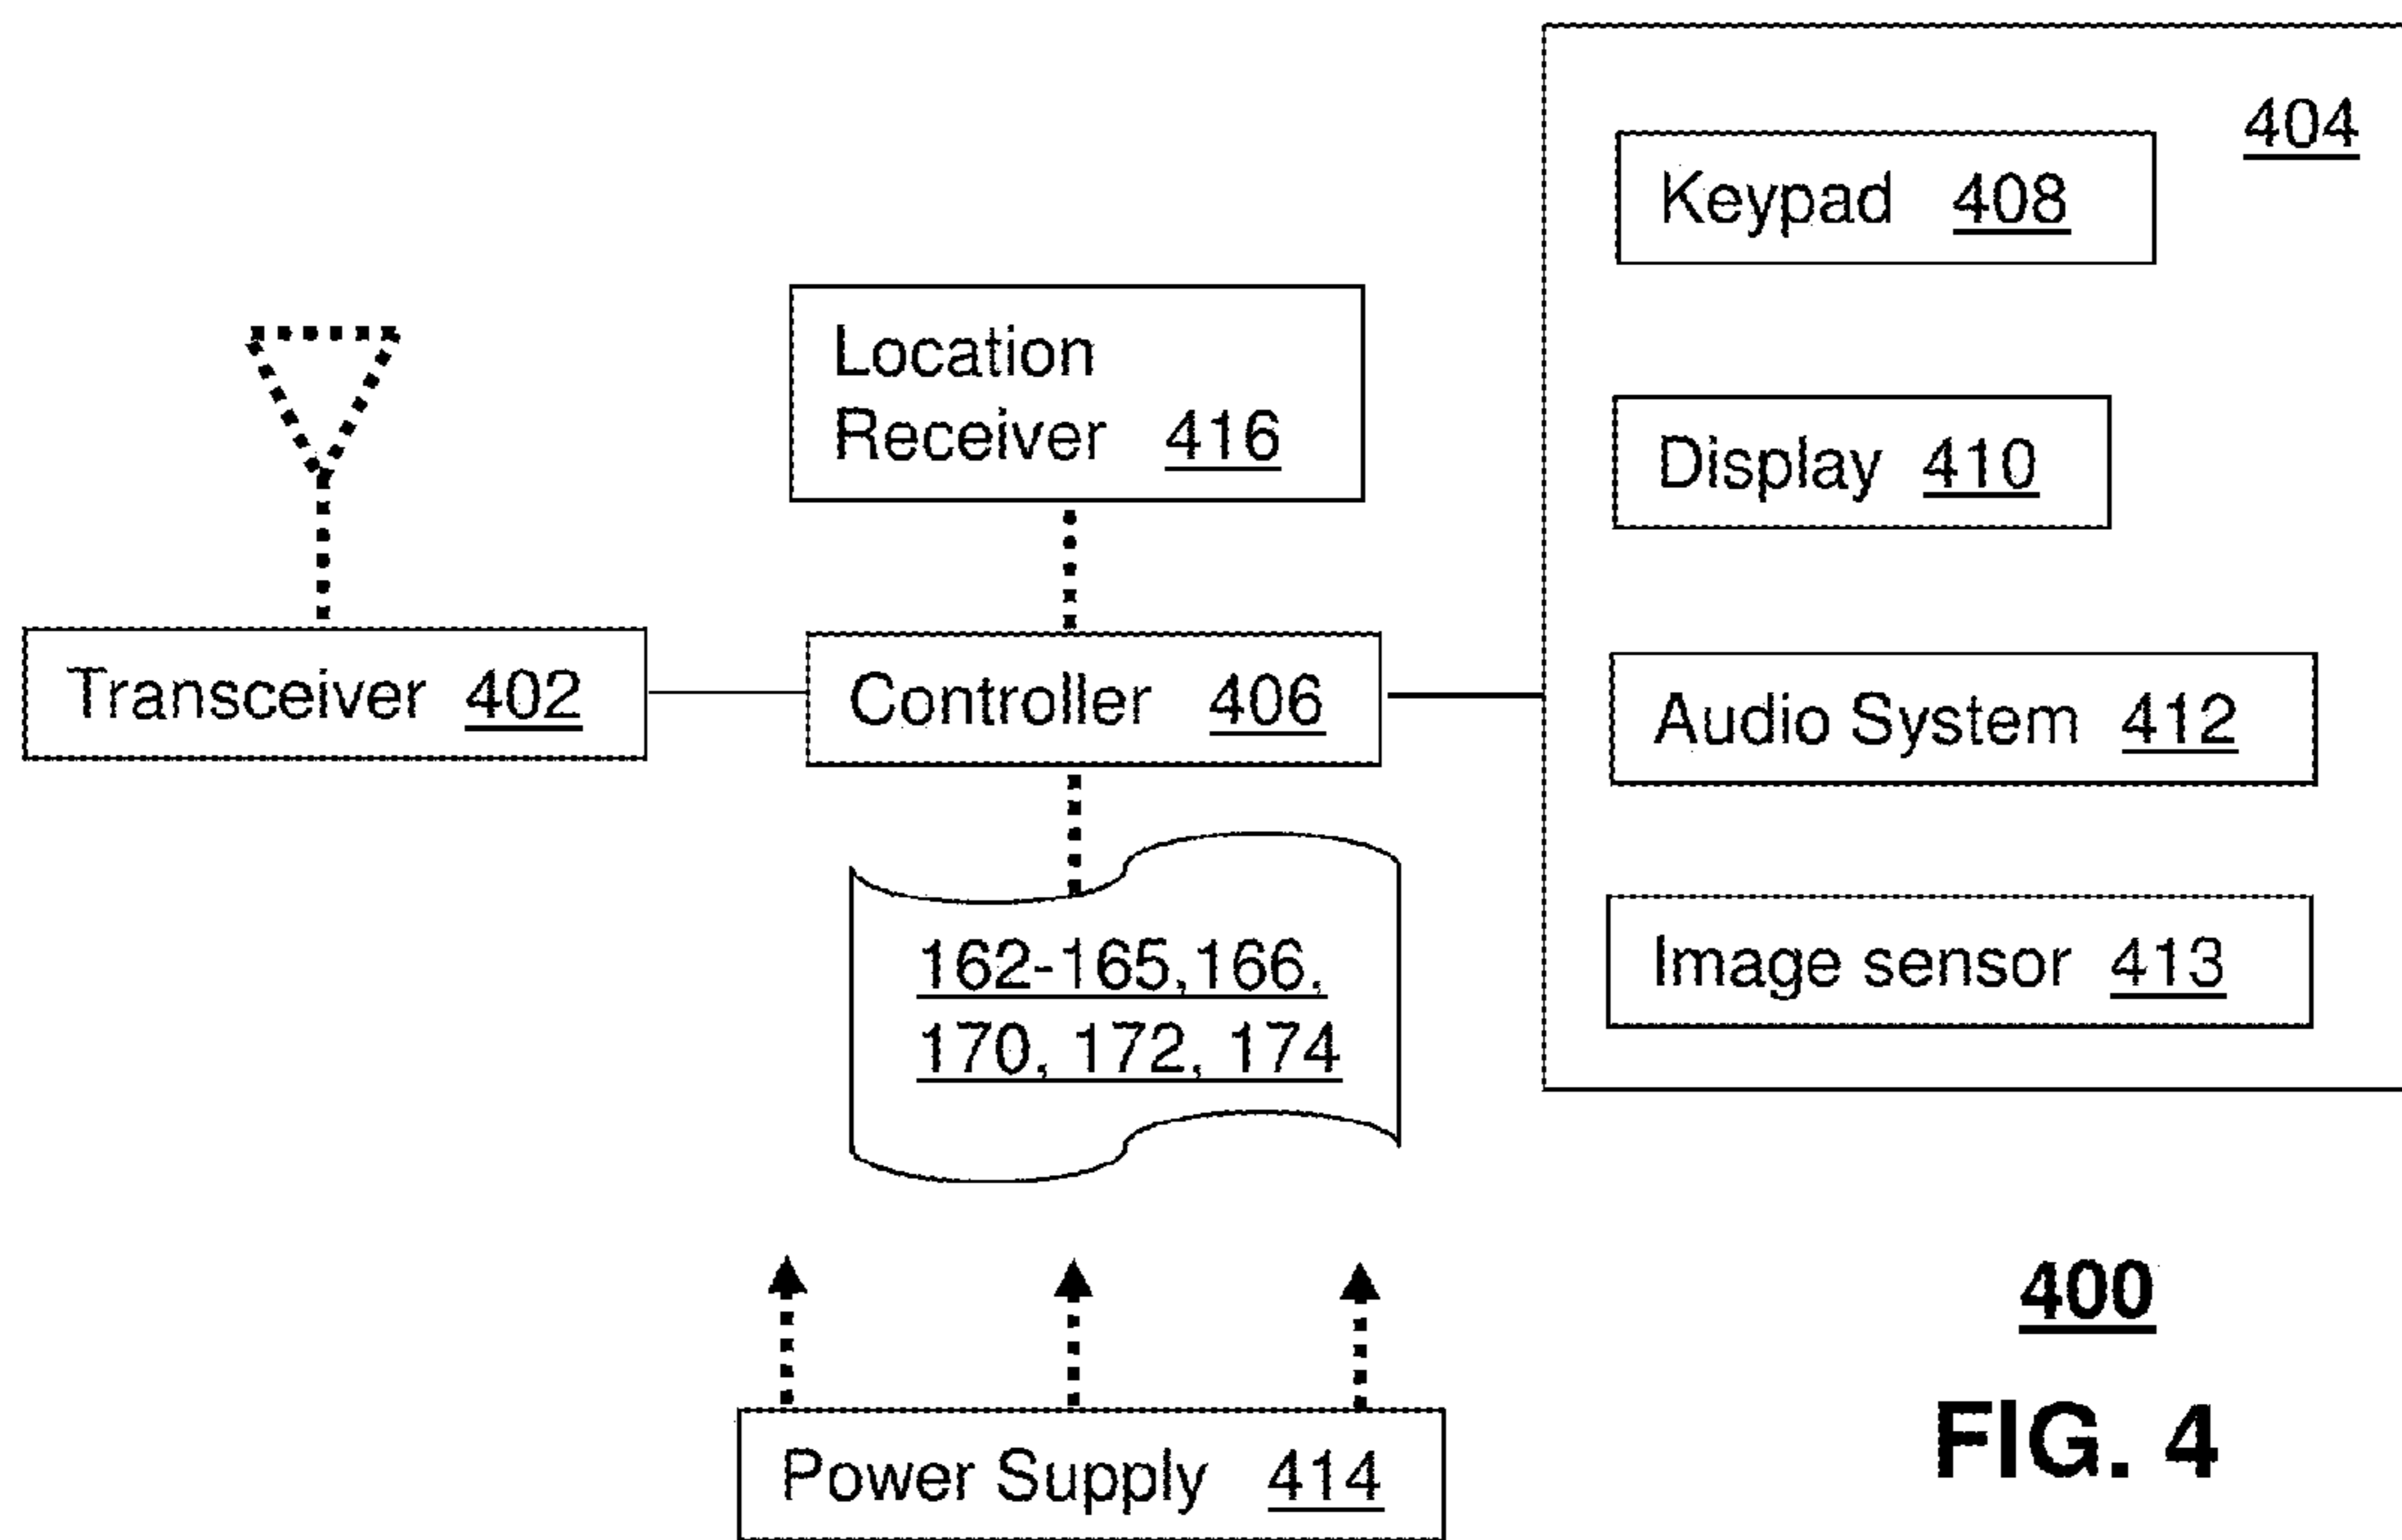 404
Keypad 408
Location
Receiver 416
Display 410
Transceiver 402
Controller 406
Audio System 412
162-165,166,
170, 172, 174
Image sensor 413
Power Supply 414
400
FIG. 4